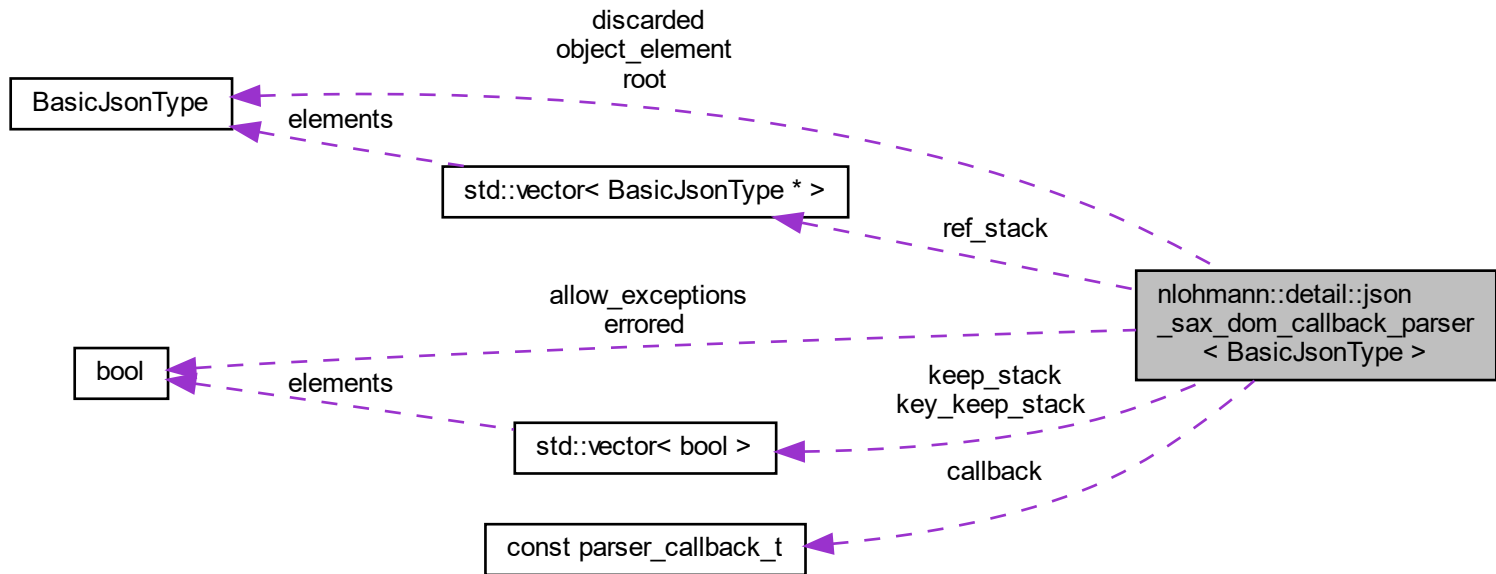 discarded
object_element
root
BasicJsonType
elements
std::vector< BasicJsonType * >
ref_stack
nlohmann::detail::json
_sax_dom_callback_parser
< BasicJsonType >
allow_exceptions
errored
bool
elements
keep_stack
key_keep_stack
std::vector< bool >
callback
const parser_callback_t